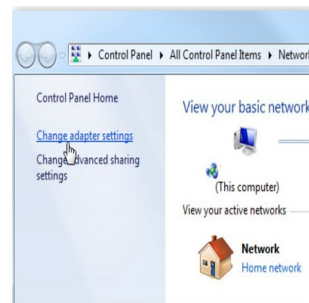 Control Panel ▸ All Control Panel Items ▸ Network
Control Panel Home
Change adapter settings
Change advanced sharing
settings
View your basic network
(This computer)
View your active networks
Network
Home network